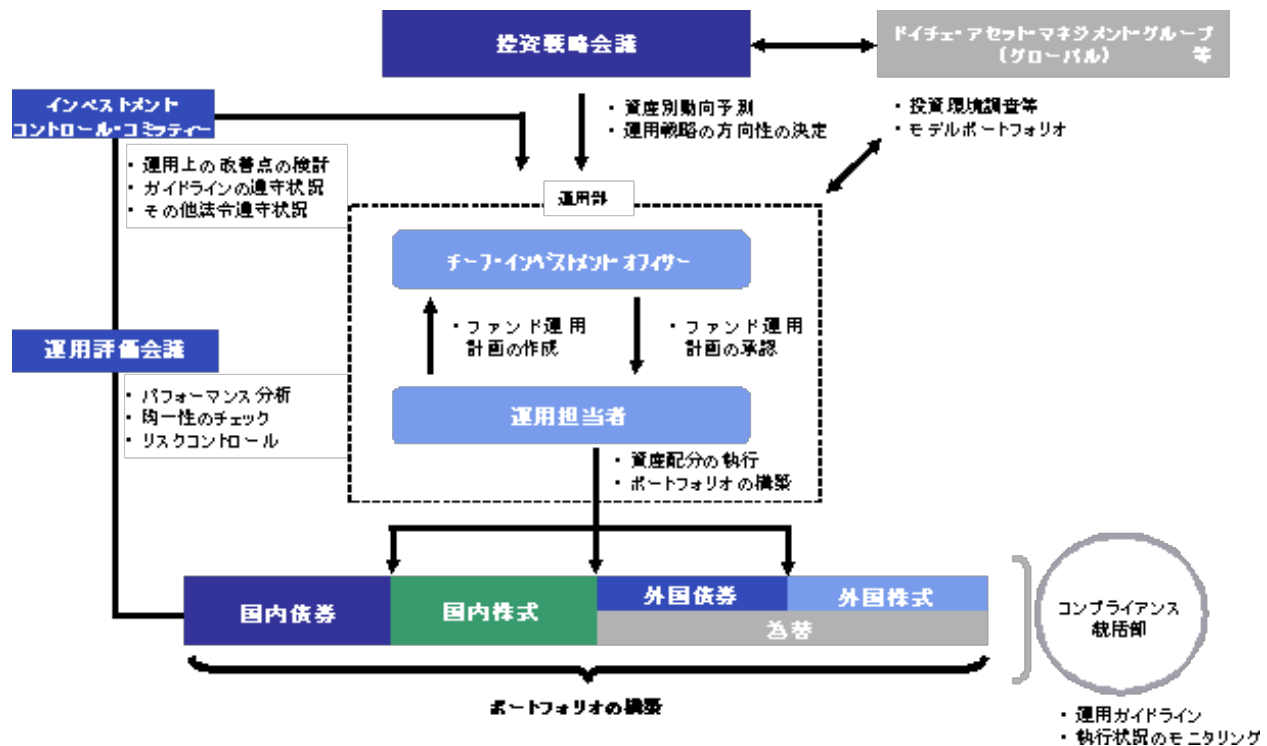 投資戦略会議
ドイチェ・アセットマネジメントグループ
(グローバル) 等
インベストメント
コントロール・コミッティー
・資産別動向予測
・運用戦略の方向性の決定
・投資環境調査等
・モデルポートフォリオ
・運用上の改善点の検討
・ガイドラインの遵守状況
・その他法令遵守状況
運用部
チーフ・インベストメントオフィサー
・ファンド運用
計画の作成
・ファンド運用
計画の承認
運用評価会議
・パフォーマンス分析
・均一性のチェック
・リスクコントロール
運用担当者
・資産配分の執行
・ポートフォリオの構築
国内債券
国内株式
外国債券
外国株式
為替
コンプライアンス
統括部
ポートフォリオの構築
・運用ガイドライン
・執行状況のモニタリング